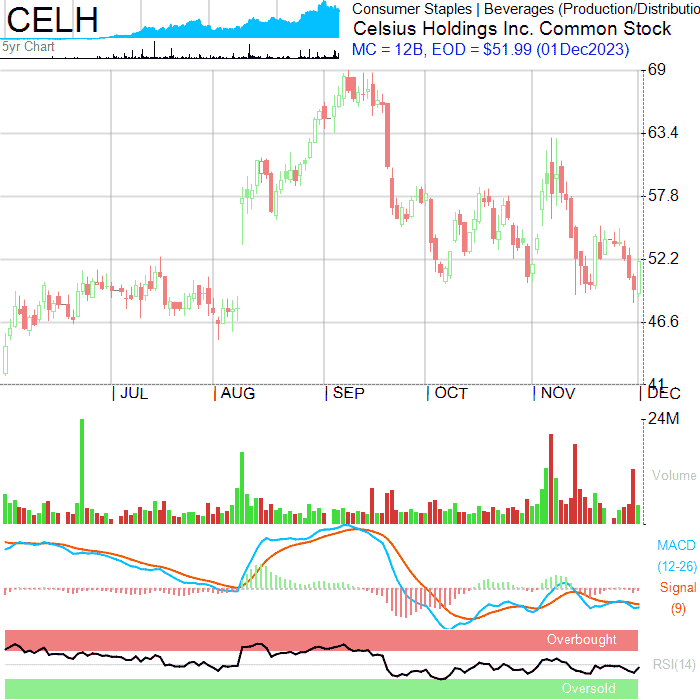 CELH
5yr Chart
Consumer Staples | Beverages (Production/Distributio
Celsius Holdings Inc. Common Stock
MC = 12B, EOD = $51.99 (01Dec2023)
69
63.4
57.8
52.2
46.6
41
| JUL | AUG | SEP | OCT | NOV | DEC
24M
Volume
MACD
(12-26)
Signal
(9)
Overbought
RSI(14)
Oversold